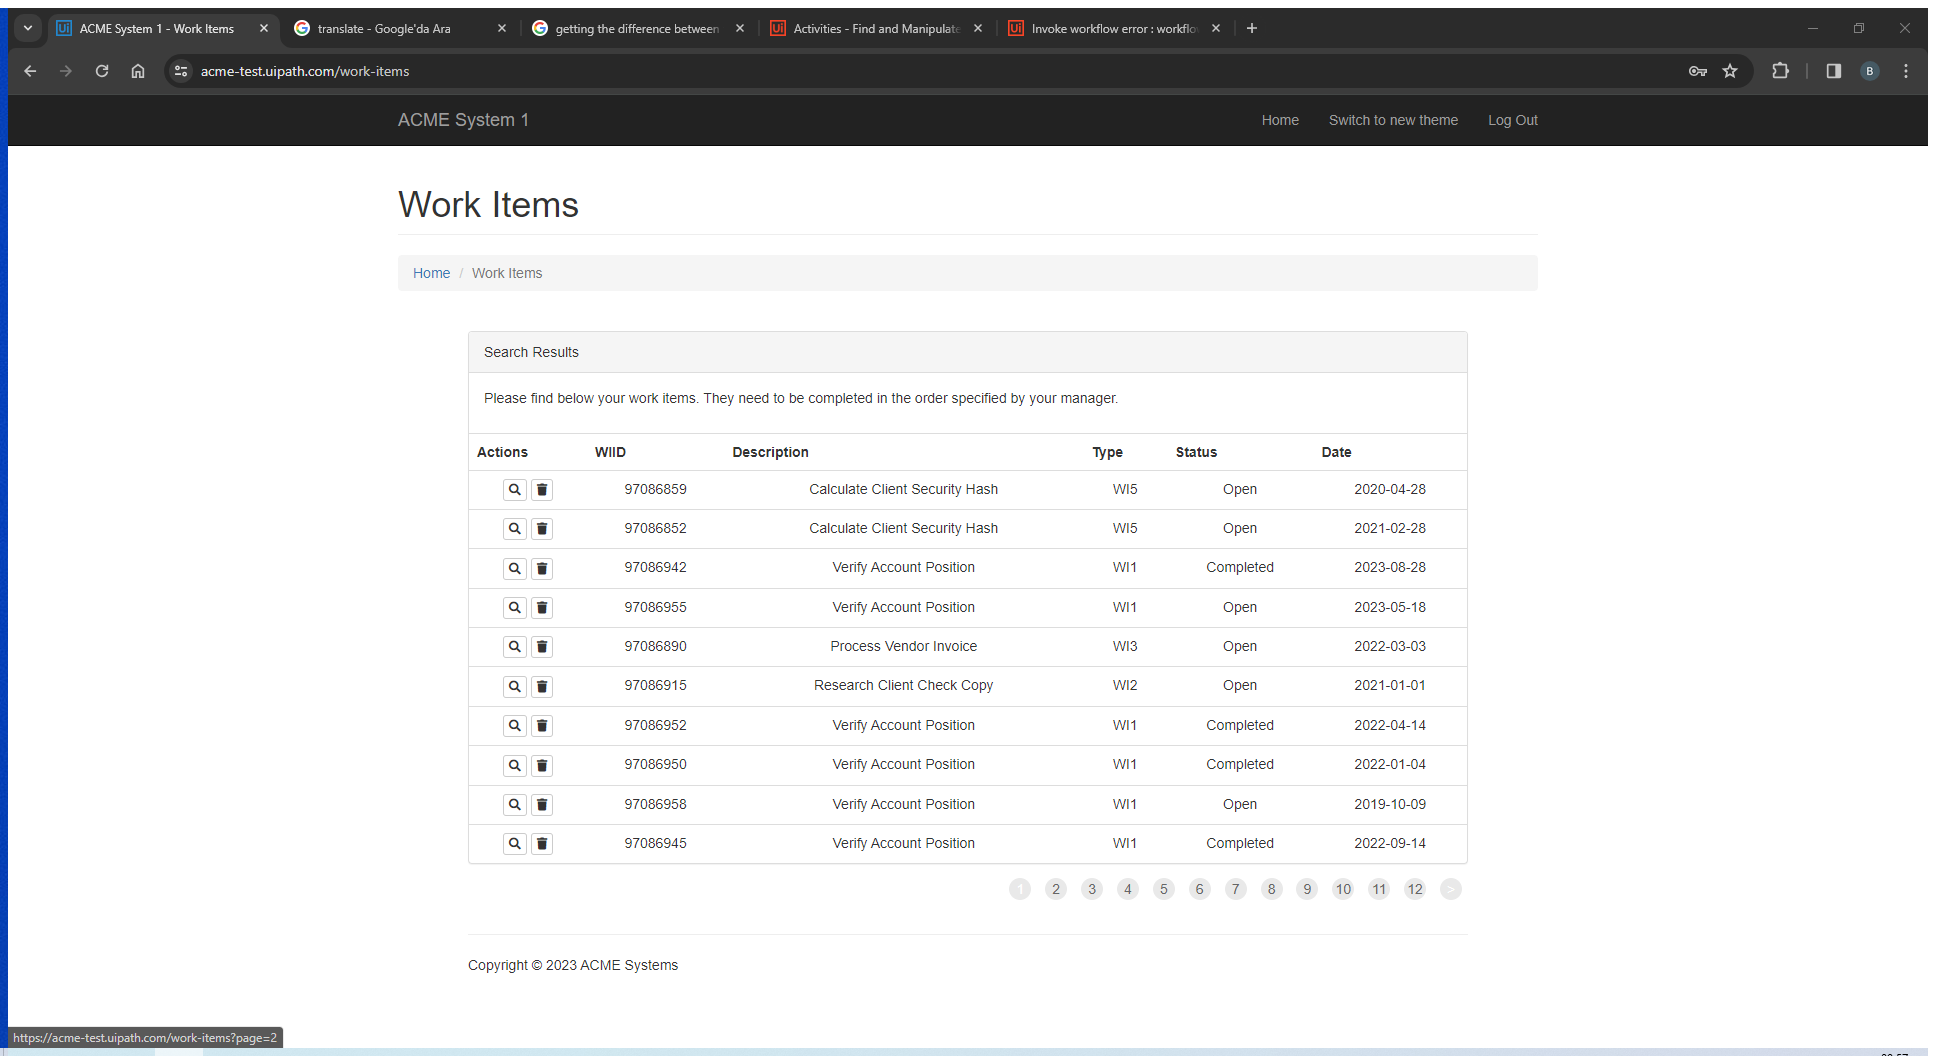 Ui ACME System 1 - Work Items
translate - Google'da Ara
getting the difference between
Ui Activities - Find and Manipulate
Ui Invoke workflow error : workflo
acme-test.uipath.com/work-items
B
ACME System 1
Home Switch to new theme Log Out
Work Items
Home / Work Items
Search Results
Please find below your work items. They need to be completed in the order specified by your manager.
Actions WIID Description Type Status Date
97086859 Calculate Client Security Hash WI5 Open 2020-04-28
97086852 Calculate Client Security Hash WI5 Open 2021-02-28
97086942 Verify Account Position WI1 Completed 2023-08-28
97086955 Verify Account Position WI1 Open 2023-05-18
97086890 Process Vendor Invoice WI3 Open 2022-03-03
97086915 Research Client Check Copy WI2 Open 2021-01-01
97086952 Verify Account Position WI1 Completed 2022-04-14
97086950 Verify Account Position WI1 Completed 2022-01-04
97086958 Verify Account Position WI1 Open 2019-10-09
97086945 Verify Account Position WI1 Completed 2022-09-14
1 2 3 4 5 6 7 8 9 10 11 12 >
Copyright © 2023 ACME Systems
https://acme-test.uipath.com/work-items?page=2